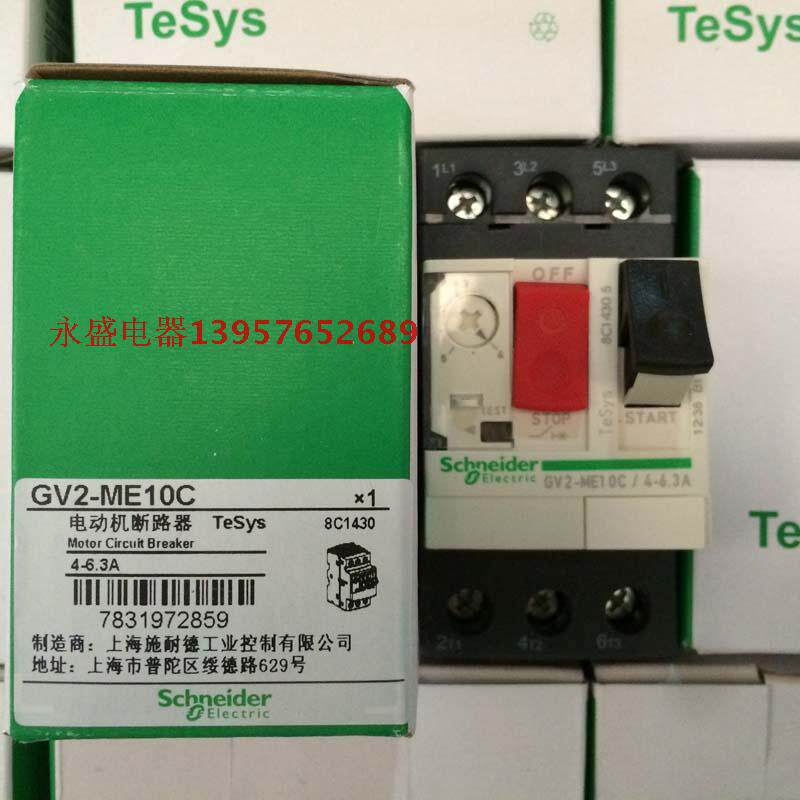 TeSys
TeSys
永盛电器13957652689
GV2-ME10C ×1
电动机断路器 TeSys 8C1430
Motor Circuit Breaker
4-6.3A
7831972859
制造商：上海施耐德工业控制有限公司
地址：上海市普陀区绥德路629号
Schneider
Electric
1L1 3L2 5L3
OFF
8C1430 5
TeSys
TEST
STOP START
Schneider
Electric
GV2-ME10C / 4-6.3A
2T1 4T2 6T3
TeS
Te